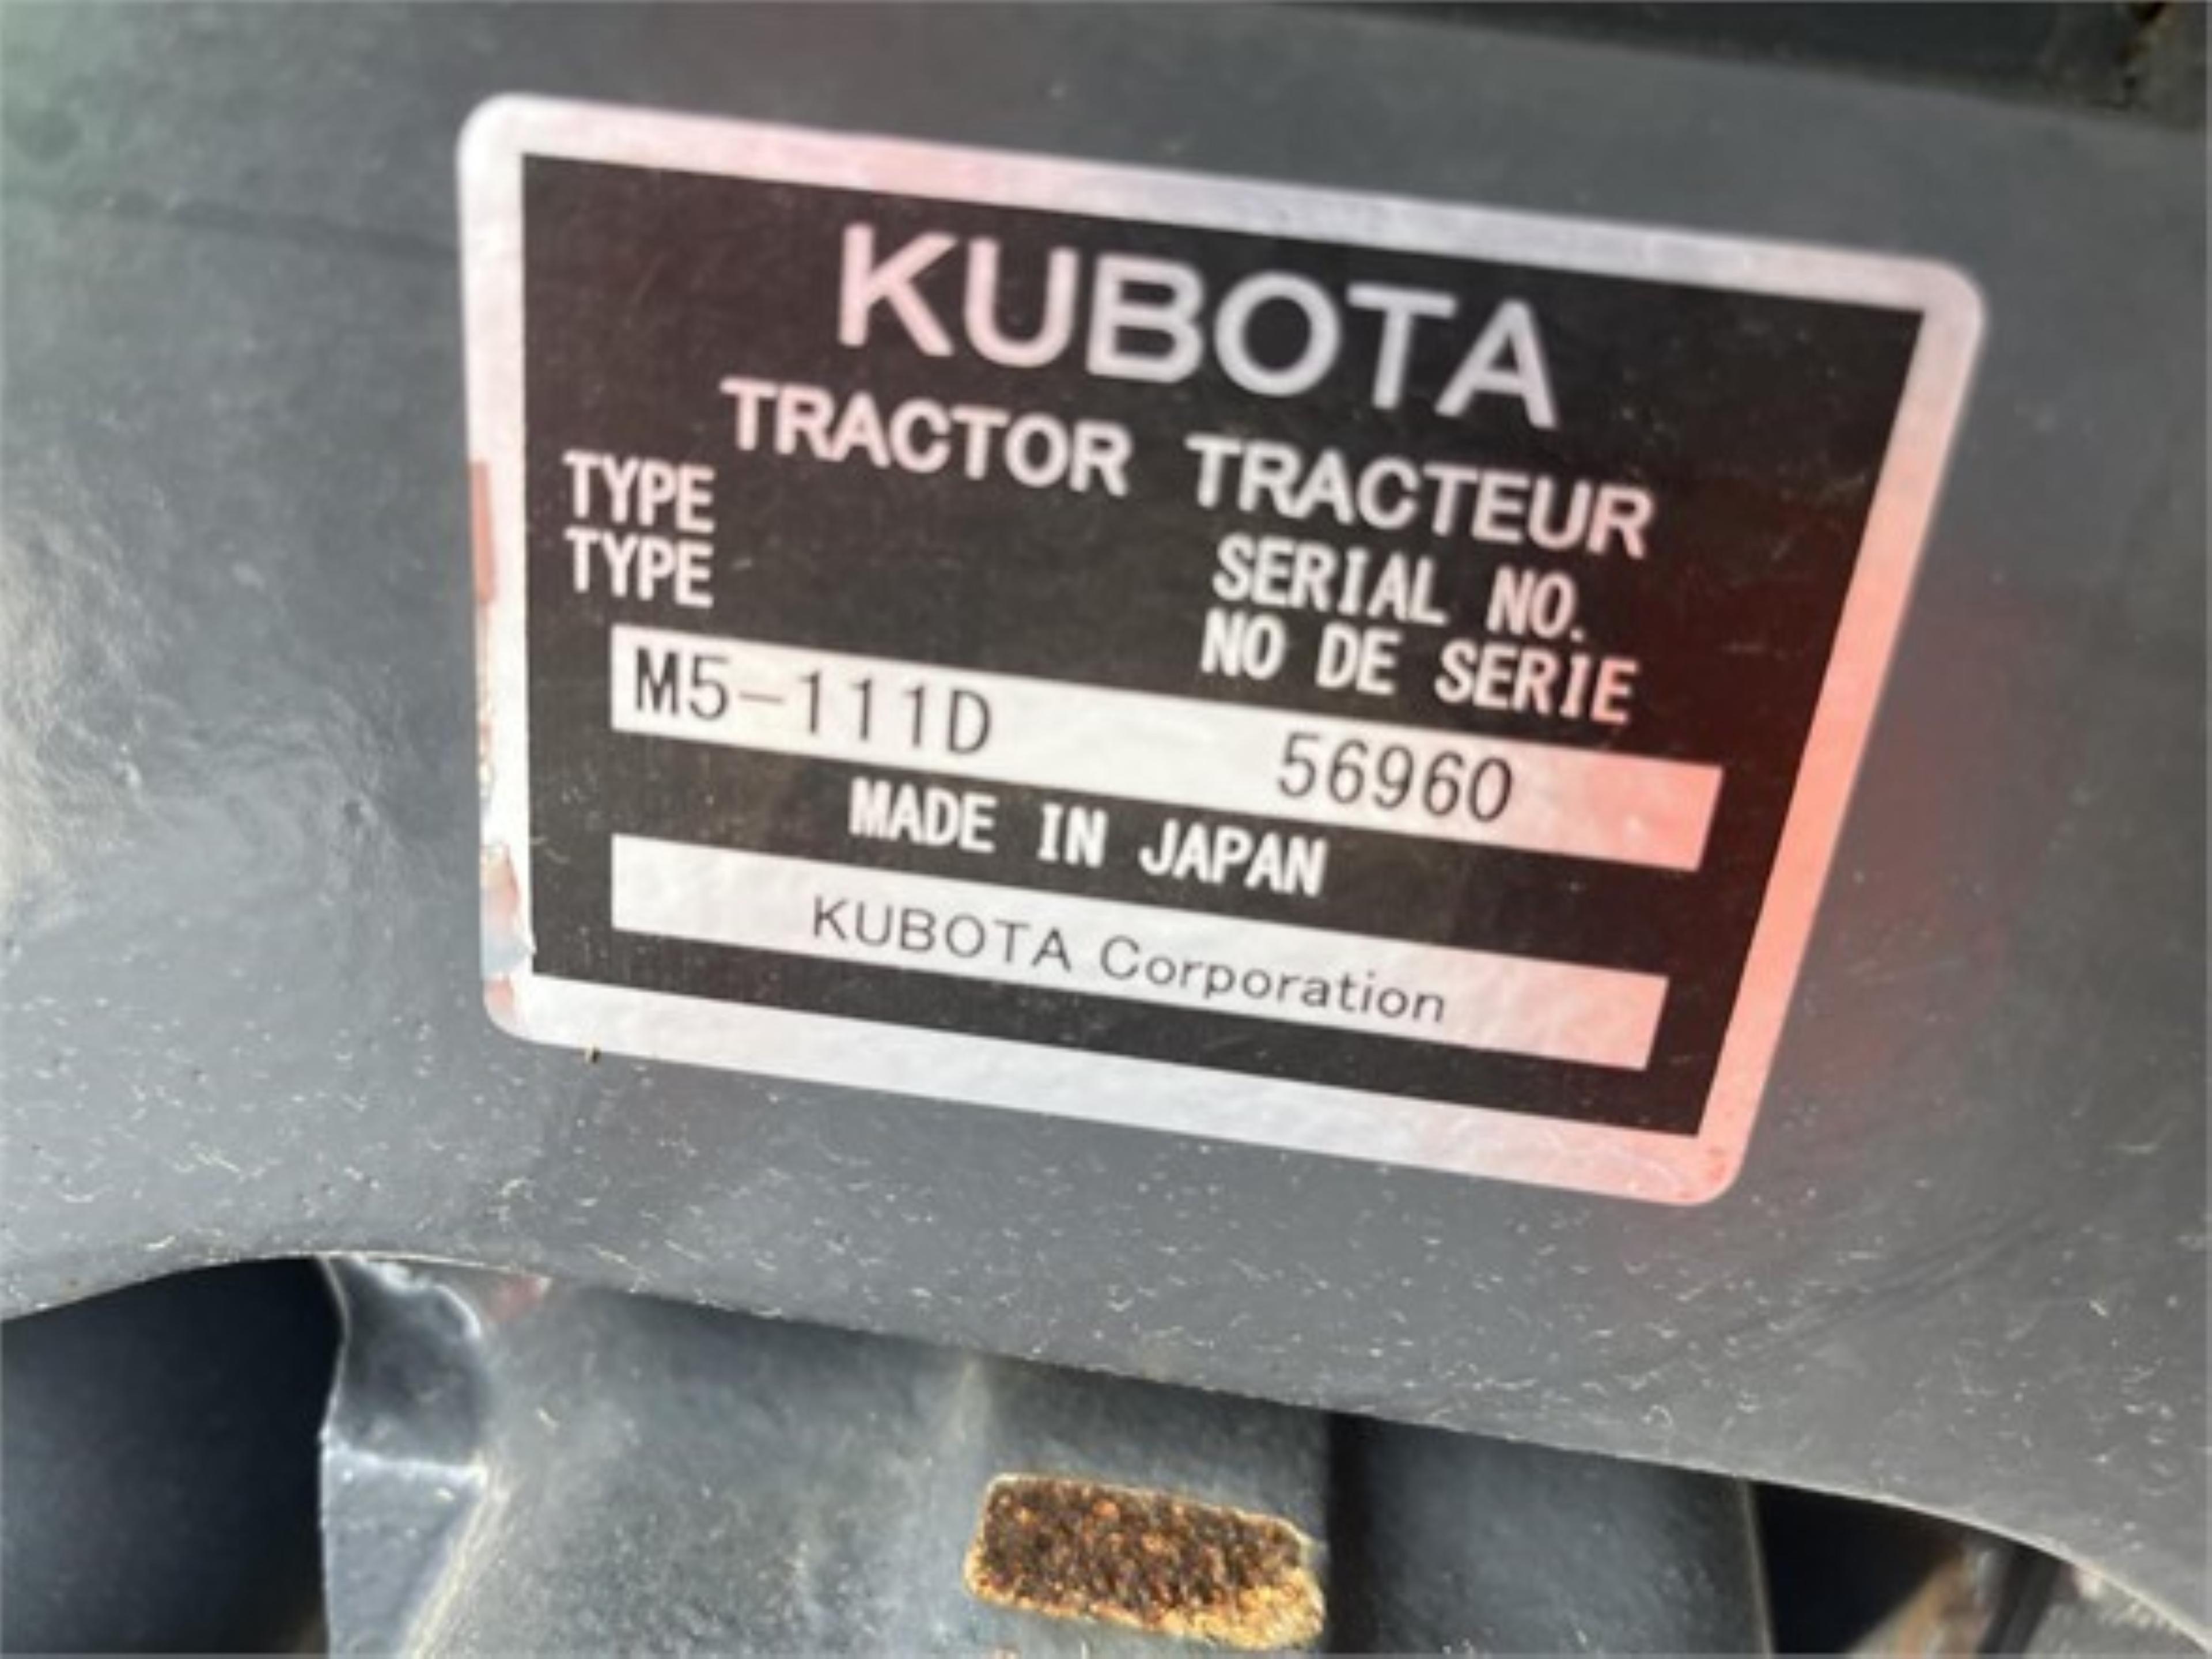 KUBOTA
TRACTOR TRACTEUR
TYPE SERIAL NO.
TYPE NO DE SERIE
M5-111D 56960
MADE IN JAPAN
KUBOTA Corporation